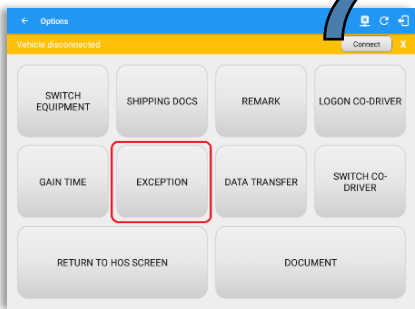 Options
Vehicle disconnected
Connect
X
SWITCH
EQUIPMENT
SHIPPING DOCS
REMARK
LOGON CO-DRIVER
GAIN TIME
EXCEPTION
DATA TRANSFER
SWITCH CO-
DRIVER
RETURN TO HOS SCREEN
DOCUMENT